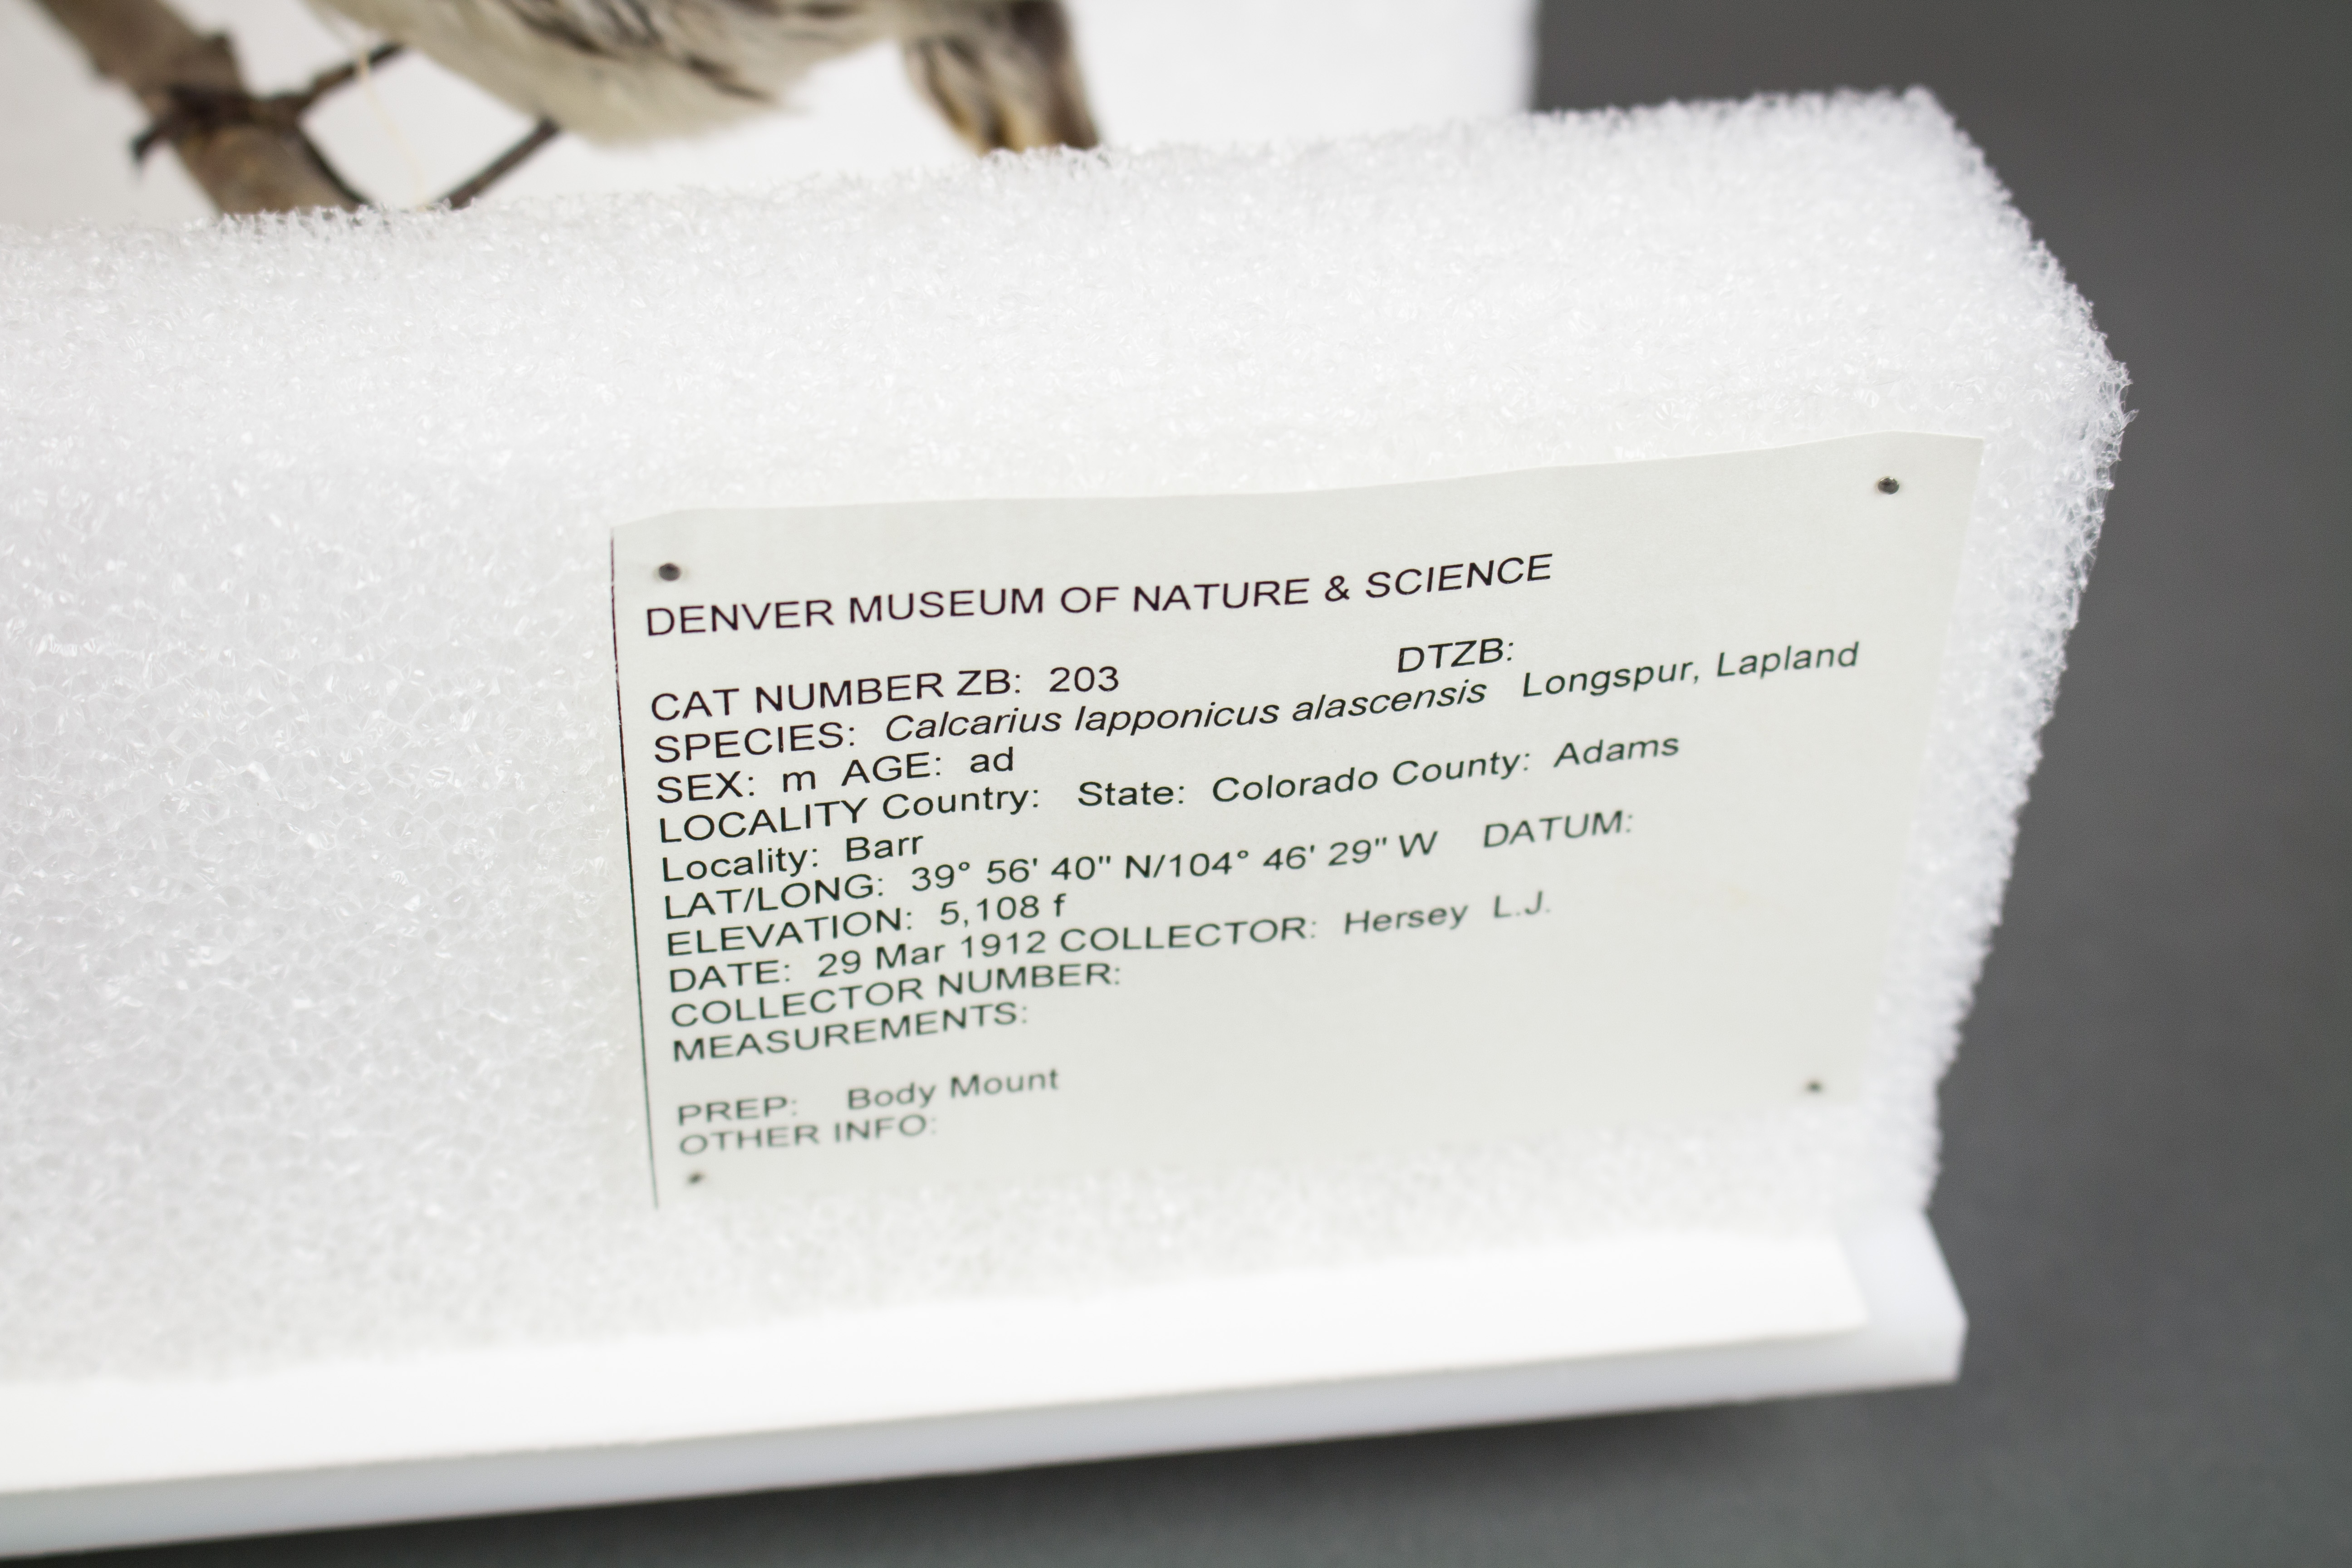 DENVER MUSEUM OF NATURE & SCIENCE
CAT NUMBER ZB: 203 DTZB:
SPECIES: Calcarius lapponicus alascensis Longspur, Lapland
SEX: m AGE: ad
LOCALITY Country: State: Colorado County: Adams
Locality: Barr
LAT/LONG: 39° 56' 40" N/104° 46' 29" W DATUM:
ELEVATION: 5,108 f
DATE: 29 Mar 1912 COLLECTOR: Hersey L.J.
COLLECTOR NUMBER:
MEASUREMENTS:
PREP: Body Mount
OTHER INFO: